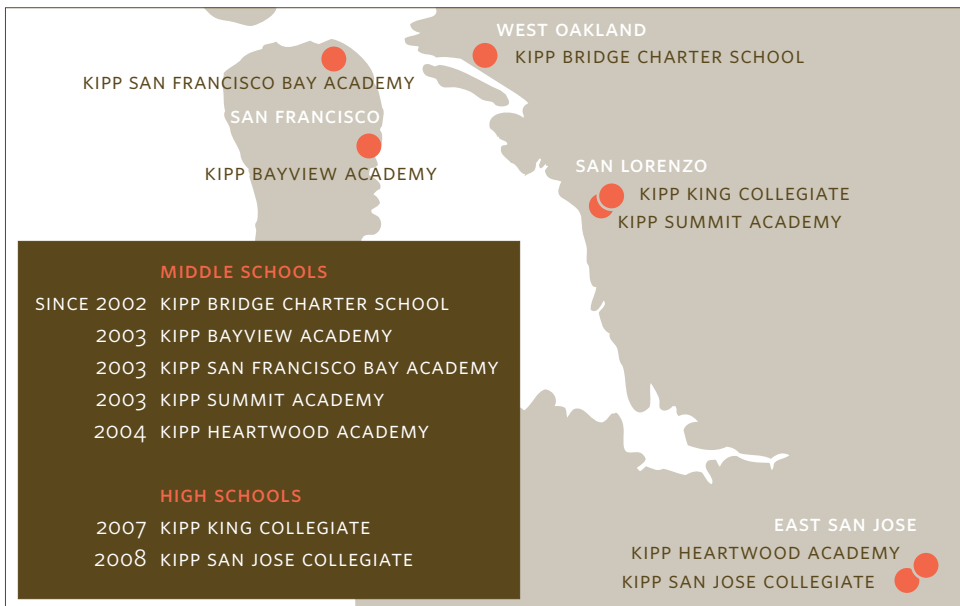 WEST OAKLAND
KIPP BRIDGE CHARTER SCHOOL
KIPP SAN FRANCISCO BAY ACADEMY
SAN FRANCISCO
KIPP BAYVIEW ACADEMY
SAN LORENZO
KIPP KING COLLEGIATE
KIPP SUMMIT ACADEMY
MIDDLE SCHOOLS
SINCE 2002 KIPP BRIDGE CHARTER SCHOOL
2003 KIPP BAYVIEW ACADEMY
2003 KIPP SAN FRANCISCO BAY ACADEMY
2003 KIPP SUMMIT ACADEMY
2004 KIPP HEARTWOOD ACADEMY
HIGH SCHOOLS
2007 KIPP KING COLLEGIATE
2008 KIPP SAN JOSE COLLEGIATE
EAST SAN JOSE
KIPP HEARTWOOD ACADEMY
KIPP SAN JOSE COLLEGIATE